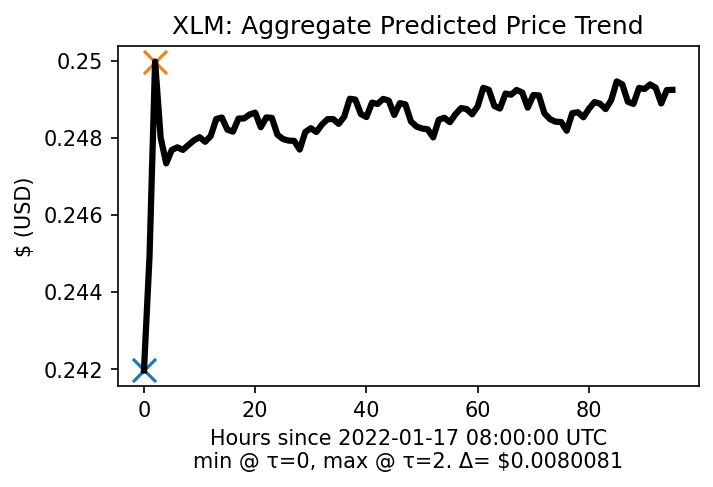 XLM: Aggregate Predicted Price Trend
0.25
0.248
0.246
0.244
0.242
$ (USD)
0 20 40 60 80
Hours since 2022-01-17 08:00:00 UTC
min @ τ=0, max @ τ=2. Δ= $0.0080081